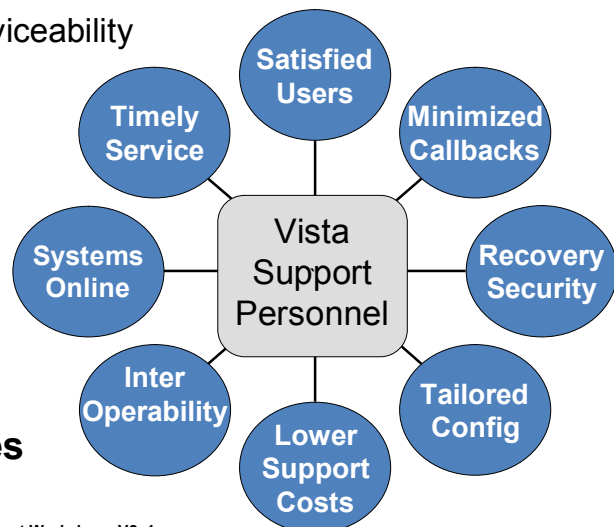 viceability
Satisfied
Users
Timely
Service
Minimized
Callbacks
Vista
Support
Personnel
Systems
Online
Recovery
Security
Inter
Operability
Tailored
Config
Lower
Support
Costs
es